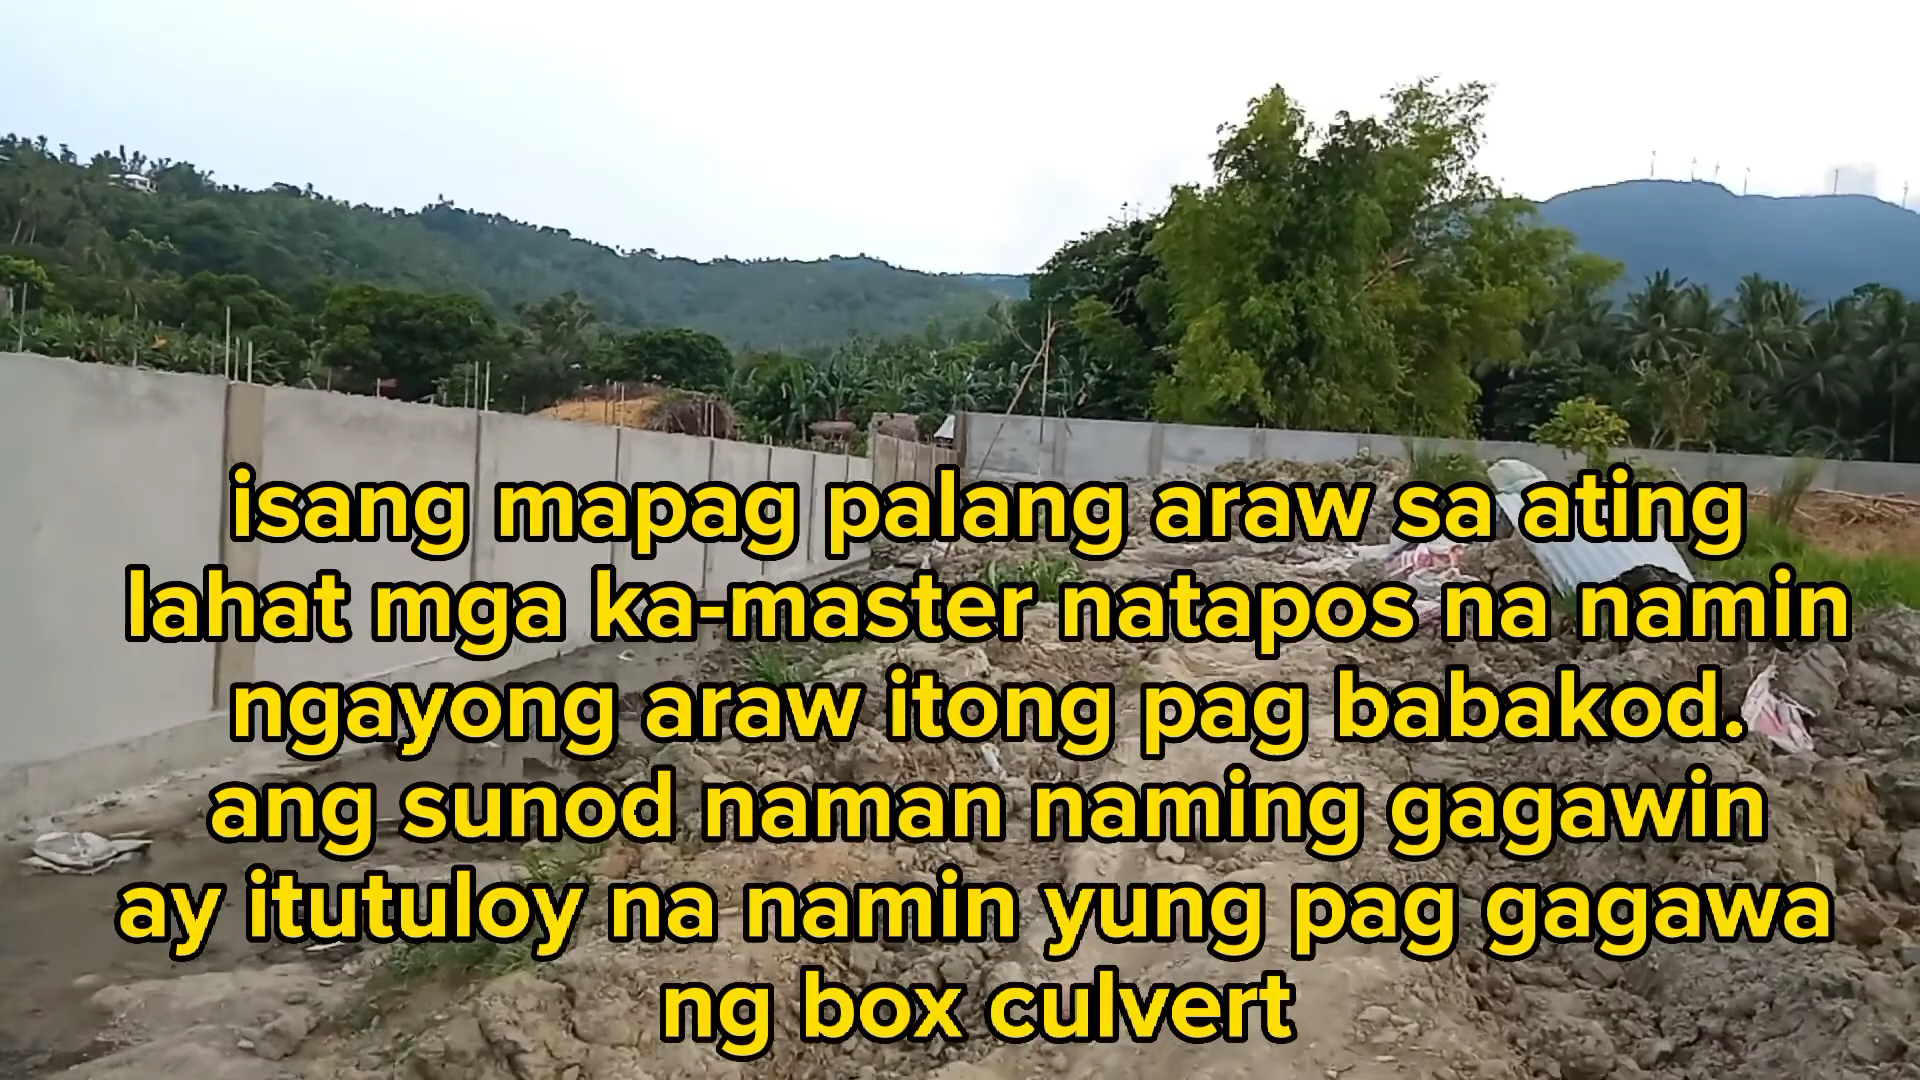 isang mapag palang araw sa ating
lahat mga ka-master natapos na namin
ngayong araw itong pag babakod.
ang sunod naman naming gagawin
ay itutuloy na namin yung pag gagawa
ng box culvert